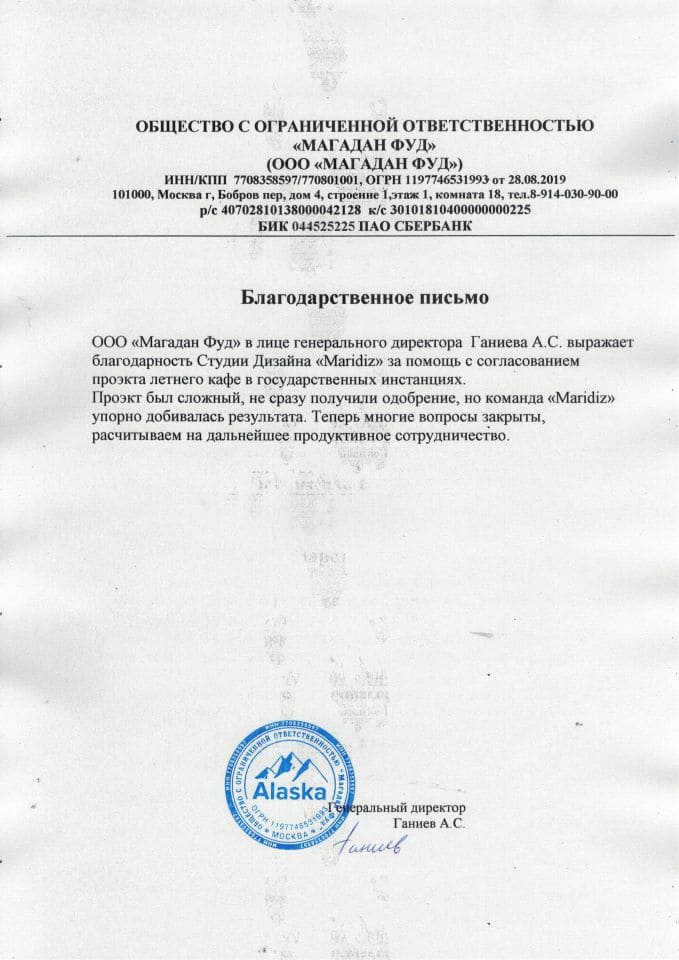 ОБЩЕСТВО С ОГРАНИЧЕННОЙ ОТВЕТСТВЕННОСТЬЮ
«МАГАДАН ФУД»
(ООО «МАГАДАН ФУД»)
ИНН/КПП 7708358597/770801001, ОГРН 1197746531993 от 28.08.2019
101000, Москва г, Бобров пер, дом 4, строение 1,этаж 1, комната 18, тел.8-914-030-90-00
р/с 40702810138000042128 к/с 30101810400000000225
БИК 044525225 ПАО СБЕРБАНК
Благодарственное письмо
ООО «Магадан Фуд» в лице генерального директора Ганиева А.С. выражает
благодарность Студии Дизайна «Maridiz» за помощь с согласованием
проэкта летнего кафе в государственных инстанциях.
Проэкт был сложный, не сразу получили одобрение, но команда «Maridiz»
упорно добивалась результата. Теперь многие вопросы закрыты,
расчитываем на дальнейшее продуктивное сотрудничество.
ИНН 7708358597
ОБЩЕСТВО С ОГРАНИЧЕННОЙ ОТВЕТСТВЕННОСТЬЮ "Магадан Фуд"
Alaska
ОГРН 1197746531993
МОСКВА
Генеральный директор
Ганиев А.С.
Ганиев